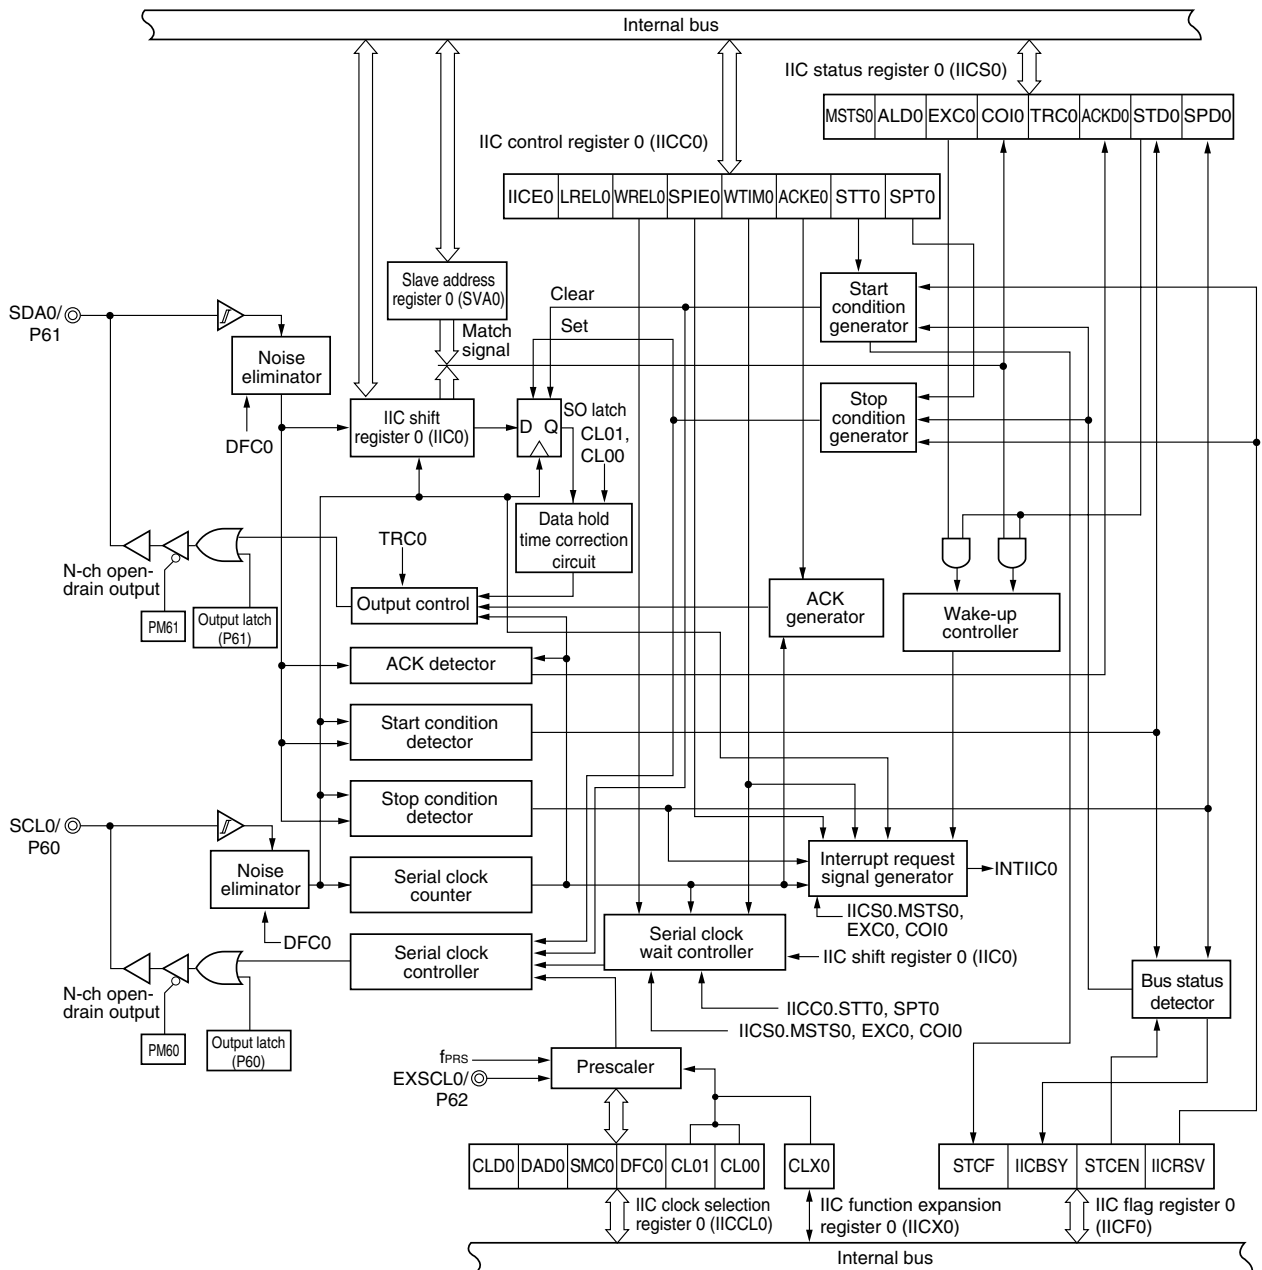 Internal bus
IIC status register 0 (IICS0)
MSTS0 ALD0 EXC0 COI0 TRC0 ACKD0 STD0 SPD0
IIC control register 0 (IICC0)
IICE0 LREL0 WREL0 SPIE0 WTIM0 ACKE0 STT0 SPT0
Slave address
register 0 (SVA0)
Clear
Set
Match
signal
Start
condition
generator
SDA0/
P61
Noise
eliminator
DFC0
IIC shift
register 0 (IIC0)
D Q
SO latch
CL01,
CL00
Stop
condition
generator
Data hold
time correction
circuit
TRC0
N-ch open-
drain output
PM61
Output latch
(P61)
Output control
ACK
generator
Wake-up
controller
ACK detector
Start condition
detector
Stop condition
detector
SCL0/
P60
Noise
eliminator
DFC0
Serial clock
counter
Interrupt request
signal generator
INTIIC0
IICS0.MSTS0,
EXC0, COI0
Serial clock
controller
Serial clock
wait controller
IIC shift register 0 (IIC0)
Bus status
detector
N-ch open-
drain output
PM60
Output latch
(P60)
IICC0.STT0, SPT0
IICS0.MSTS0, EXC0, COI0
fPRS
EXSCL0/
P62
Prescaler
CLD0 DAD0 SMC0 DFC0 CL01 CL00
CLX0
STCF IICBSY STCEN IICRSV
IIC clock selection
register 0 (IICCL0)
IIC function expansion
register 0 (IICX0)
IIC flag register 0
(IICF0)
Internal bus